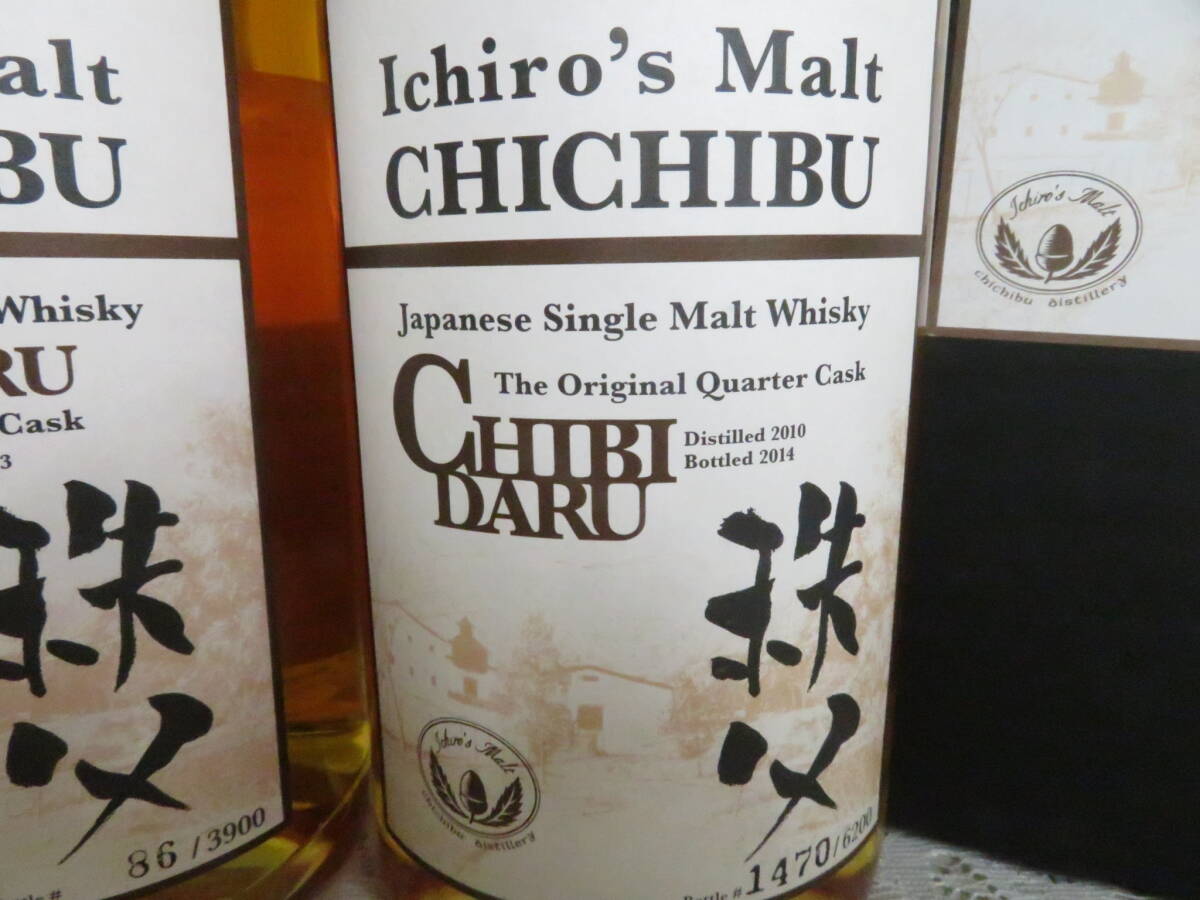 alt
BU
Whisky
RU
Cask
3
秩父
86 / 3900
Ichiro's Malt
CHICHIBU
Japanese Single Malt Whisky
The Original Quarter Cask
CHIBI
DARU
Distilled 2010
Bottled 2014
秩父
Ichiro's Malt
chichibu distillery
Bottle # 1470/6200
Ichiro's Malt
chichibu distillery